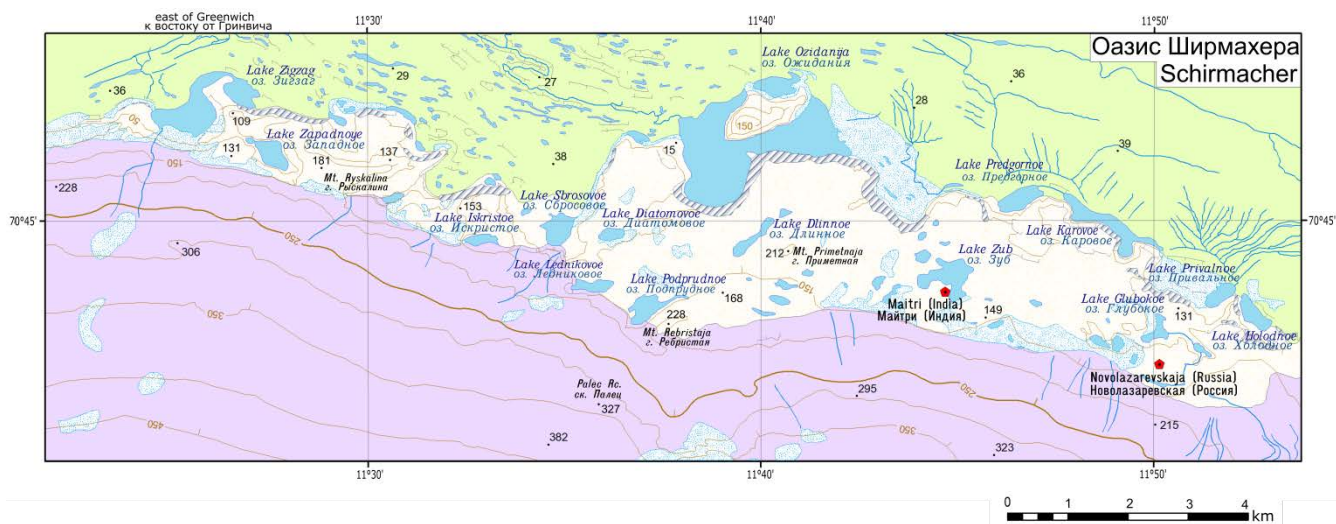 east of Greenwich
к востоку от Гринвича
11°30'
11°40'
11°50'
Оазис Ширмахера
Schirmacher
Lake Ozidanija
оз. Ожидания
Lake Zigzag
оз. Зигзаг
29
27
36
36
28
50
109
150
Lake Zapadnoye
оз. Западное
131
181
137
15
38
39
150
Mt. Ryskalina
г. Рыскалина
Lake Predgornoe
оз. Предгорное
228
Lake Sbrosovoe
оз. Сбросовое
153
70°45'
70°45'
Lake Iskristoe
оз. Искристое
Lake Diatomovoe
оз. Диатомовое
Lake Dlinnoe
оз. Длинное
Lake Karovoe
оз. Каровое
250
306
212
Mt. Primetnaja
г. Приметная
Lake Zub
оз. Зуб
Lake Lednikovoe
оз. Ледниковое
Lake Privalnoe
оз. Привальное
Lake Podprudnoe
оз. Подпрудное
168
150
Maitri (India)
Майтри (Индия)
Lake Glubokoe
оз. Глубокое
131
149
228
Mt. Rebristaja
г. Ребристая
Lake Holodnoe
оз. Холодное
350
250
Novolazarevskaja (Russia)
Новолазаревская (Россия)
Palec Rc.
ск. Палец
327
295
250
450
382
350
323
215
11°30'
11°40'
11°50'
0 1 2 3 4
km